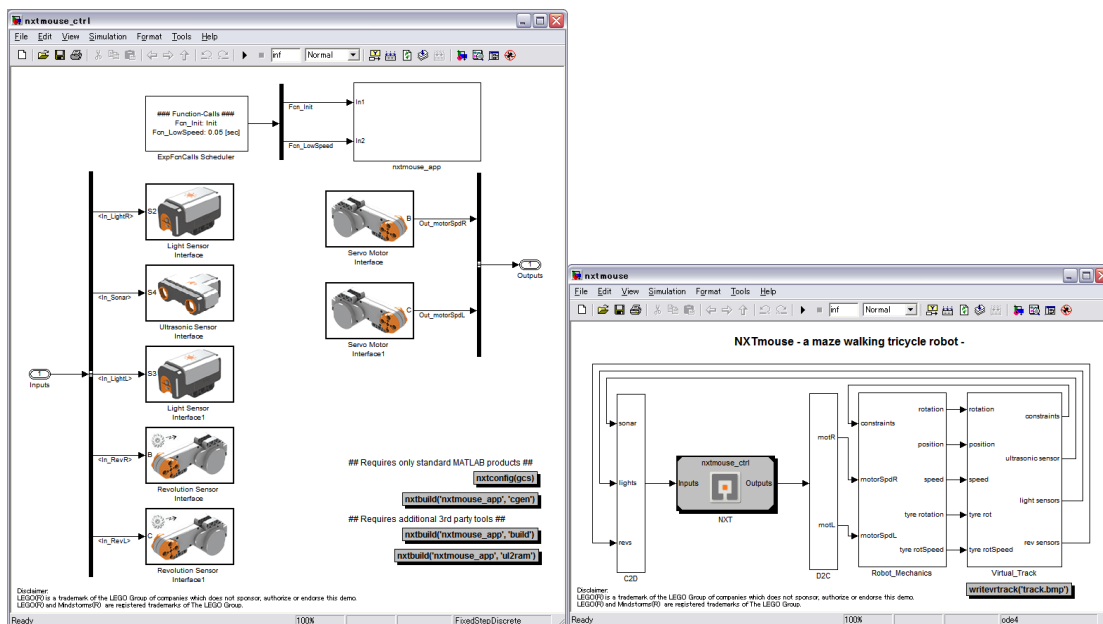 nxtmouse_ctrl
File Edit View Simulation Format Tools Help
inf Normal
### Function-Calls ###
Fcn_Init: Init
Fcn_LowSpeed: 0.05 [sec]
ExpFcnCalls Scheduler
Fcn_Init
Fcn_LowSpeed
In1
In2
nxtmouse_app
<In_LightR>
S2
Light Sensor
Interface
<In_Sonar>
S4
Ultrasonic Sensor
Interface
1
Inputs
<In_LightL>
S3
Light Sensor
Interface1
<In_RevR>
B
Revolution Sensor
Interface
<In_RevL>
C
Revolution Sensor
Interface1
B
Out_motorSpdR
Servo Motor
Interface
C
Out_motorSpdL
Servo Motor
Interface1
1
Outputs
## Requires only standard MATLAB products ##
nxtconfig(gcs)
nxtbuild('nxtmouse_app', 'cgen')
## Requires additional 3rd party tools ##
nxtbuild('nxtmouse_app', 'build')
nxtbuild('nxtmouse_app', 'ul2ram')
Disclaimer:
LEGO(R) is a trademark of the LEGO Group of companies which does not sponsor, authorize or endorse this demo.
LEGO(R) and Mindstorms(R) are registered trademarks of The LEGO Group.
Ready 100% FixedStepDiscrete
nxtmouse
File Edit View Simulation Format Tools Help
inf Normal
NXTmouse - a maze walking tricycle robot -
sonar
lights
revs
C2D
nxtmouse_ctrl
Inputs Outputs
NXT
motR
motL
D2C
constraints
motorSpdR
motorSpdL
rotation
position
speed
tyre rotation
tyre rotSpeed
Robot_Mechanics
rotation
position
speed
tyre rot
tyre rotSpeed
constraints
ultrasonic sensor
light sensors
rev sensors
Virtual_Track
writevrtrack('track.bmp')
Disclaimer:
LEGO(R) is a trademark of the LEGO Group of companies which does not sponsor, authorize or endorse this demo.
LEGO(R) and Mindstorms(R) are registered trademarks of The LEGO Group.
Ready 100% ode4